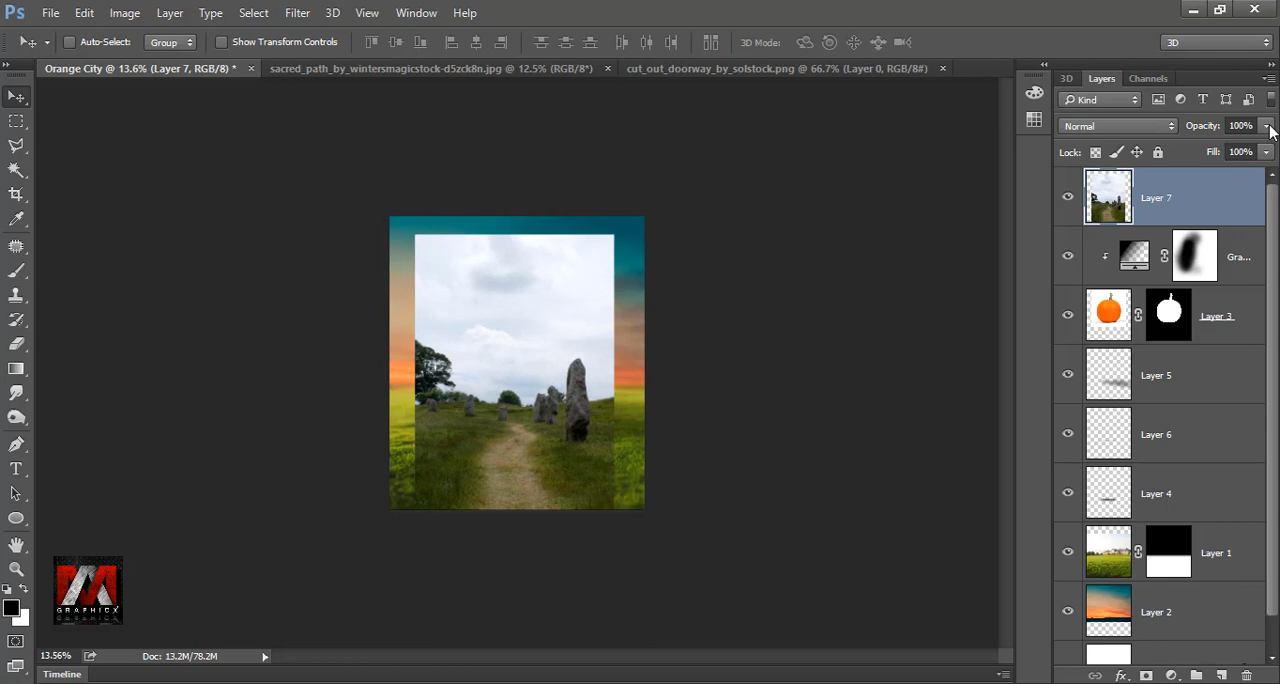 Ps File Edit Image Layer Type Select Filter 3D View Window Help
Auto-Select: Group Show Transform Controls 3D Mode: 3D
Orange City @ 13.6% (Layer 7, RGB/8) * × sacred_path_by_wintersmagicstock-d5zck8n.jpg @ 12.5% (RGB/8*) × cut_out_doorway_by_solstock.png @ 66.7% (Layer 0, RGB/8#) ×
3D Layers Channels
Kind
Normal Opacity: 100%
Lock: Fill: 100%
Layer 7
Gra...
Layer 3
Layer 5
Layer 6
Layer 4
Layer 1
Layer 2
GRAPHICX
13.56% Doc: 13.2M/78.2M
Timeline